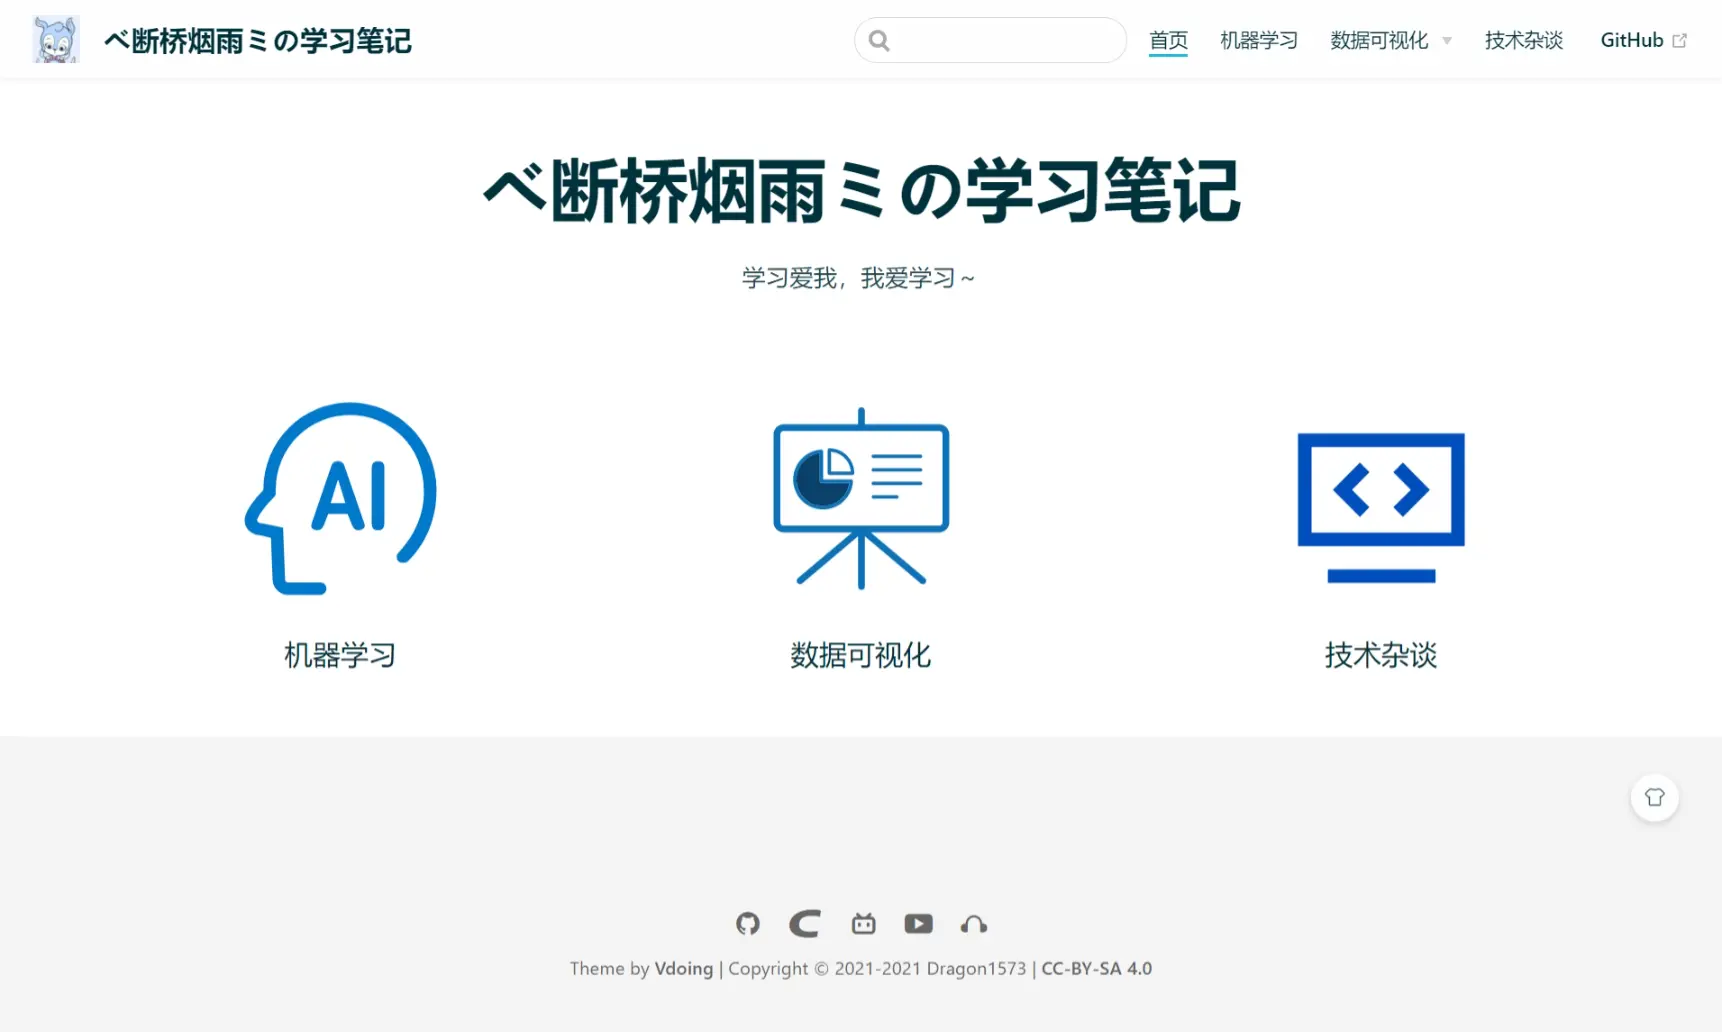 ベ断桥烟雨ミの学习笔记
首页 机器学习 数据可视化 技术杂谈 GitHub
ベ断桥烟雨ミの学习笔记
学习爱我，我爱学习～
AI
机器学习 数据可视化 技术杂谈
Theme by Vdoing | Copyright © 2021-2021 Dragon1573 | CC-BY-SA 4.0